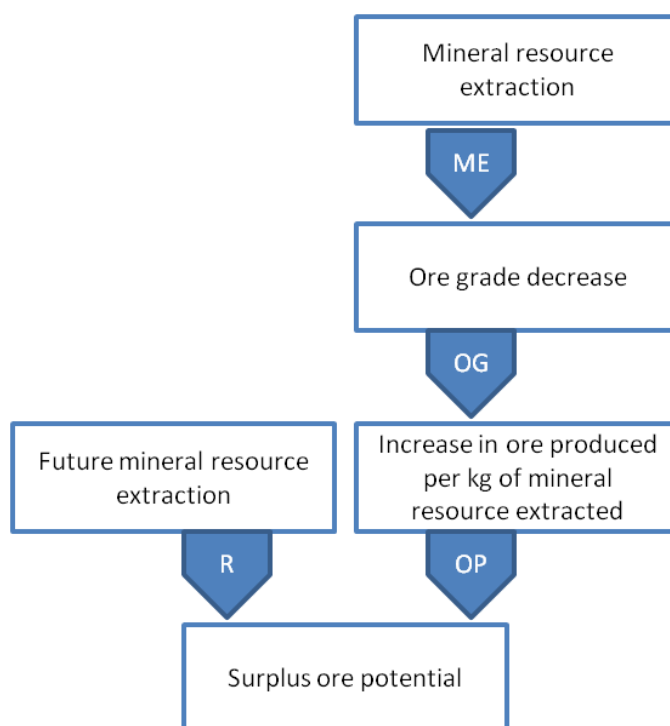 Mineral resource
extraction
ME
Ore grade decrease
OG
Future mineral resource
extraction
Increase in ore produced
per kg of mineral
resource extracted
R
OP
Surplus ore potential